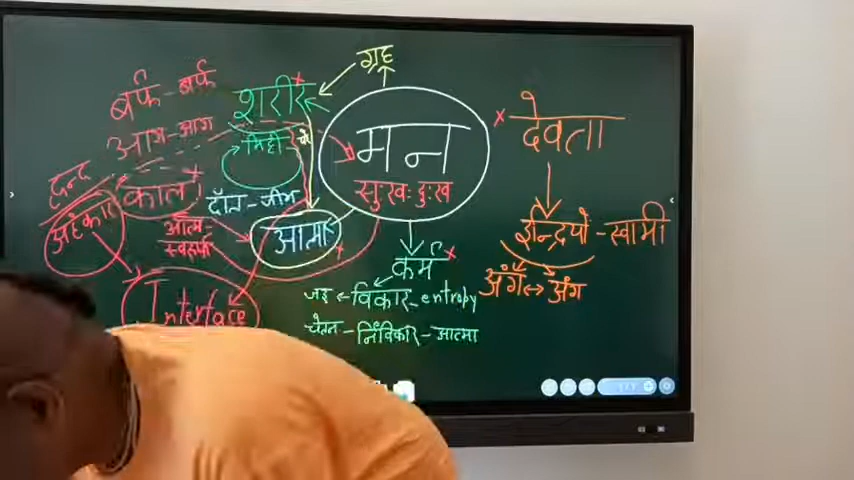 ग्रह
बर्फ - बर्फ
शरीर
आग - आग
मिट्टी
मन
सुःखः दुःख
देवता
द्वन्द
काल
दाँत - जीभ
अहंकार
आत्म
स्वरूप
आत्मा
इन्द्रियों - स्वामी
कर्म
अंग ↔ अंग
जड़ ← विकार - entropy
चेतन - निर्विकार - आत्मा
Interface